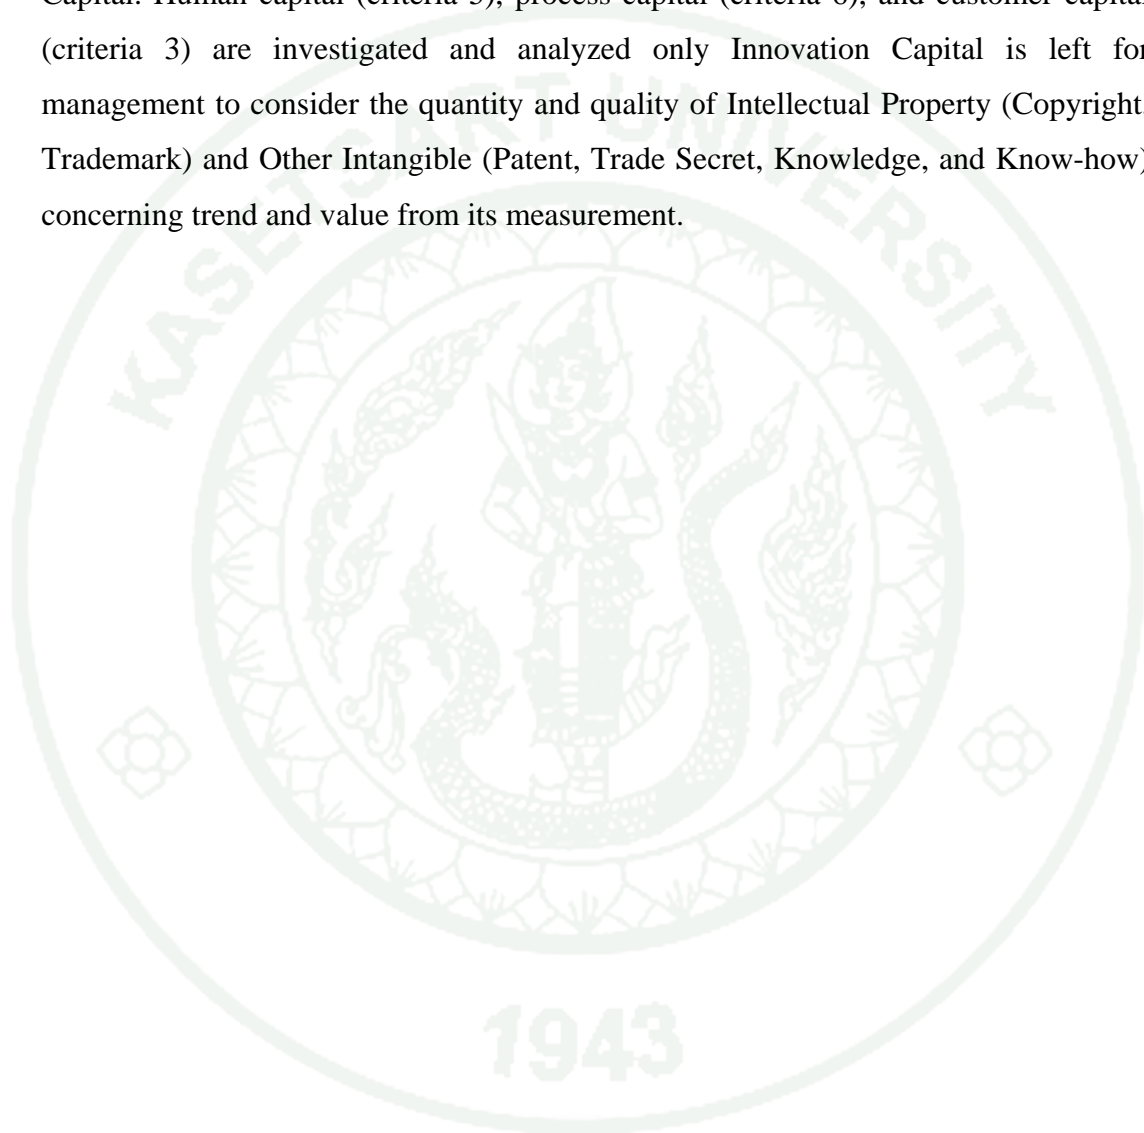 Capital. Human capital (criteria 5), process capital (criteria 6), and customer capital
(criteria 3) are investigated and analyzed only Innovation Capital is left for
management to consider the quantity and quality of Intellectual Property (Copyright,
Trademark) and Other Intangible (Patent, Trade Secret, Knowledge, and Know-how)
concerning trend and value from its measurement.
KASETSART UNIVERSITY
1943